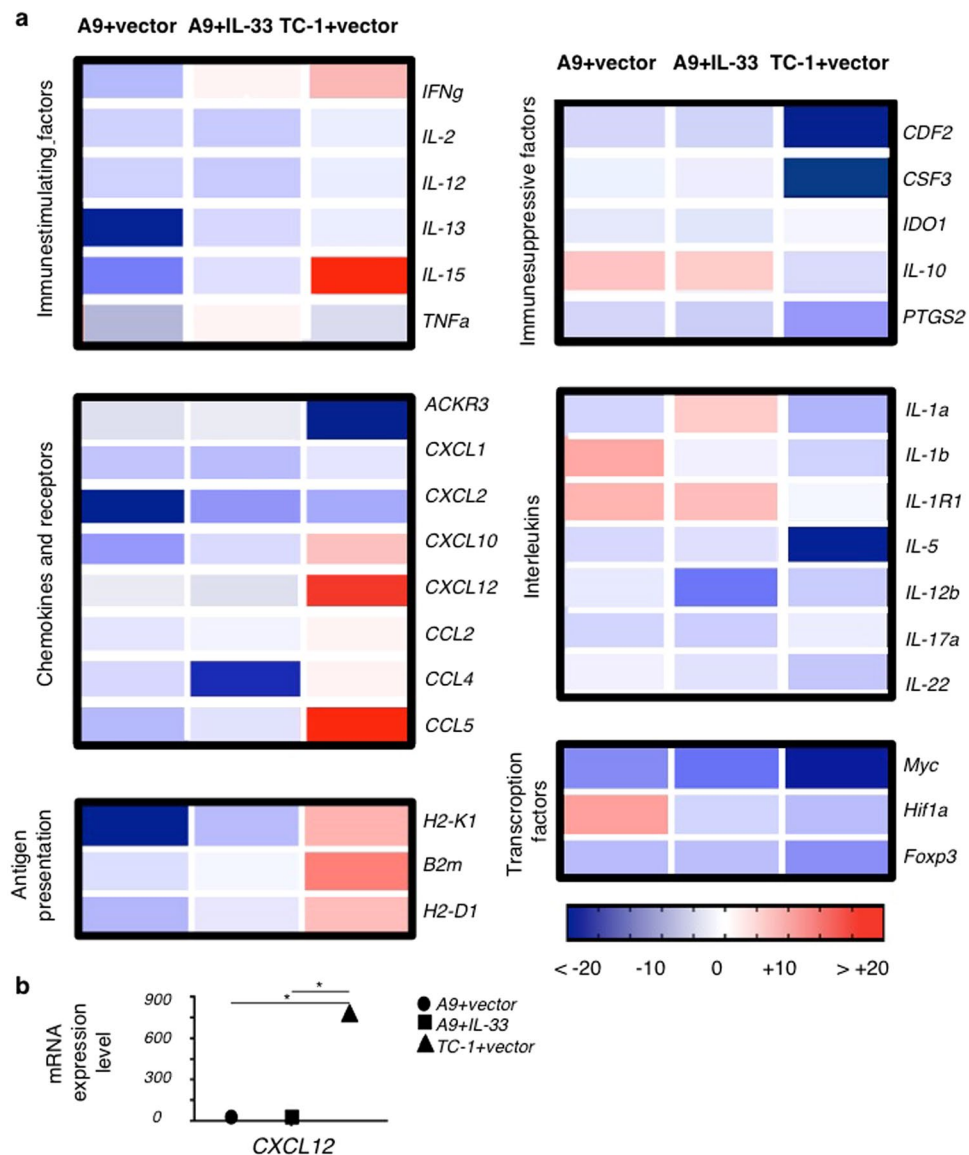 a
A9+vector A9+IL-33 TC-1+vector
Immunestimulating factors
IFNg
IL-2
IL-12
IL-13
IL-15
TNFa
Chemokines and receptors
ACKR3
CXCL1
CXCL2
CXCL10
CXCL12
CCL2
CCL4
CCL5
Antigen
presentation
H2-K1
B2m
H2-D1
A9+vector A9+IL-33 TC-1+vector
Immunesuppressive factors
CDF2
CSF3
IDO1
IL-10
PTGS2
Interleukins
IL-1a
IL-1b
IL-1R1
IL-5
IL-12b
IL-17a
IL-22
Transcroption
factors
Myc
Hif1a
Foxp3
< -20 -10 0 +10 > +20
b
mRNA
expression
level
900
600
300
0
*
*
CXCL12
A9+vector
A9+IL-33
TC-1+vector